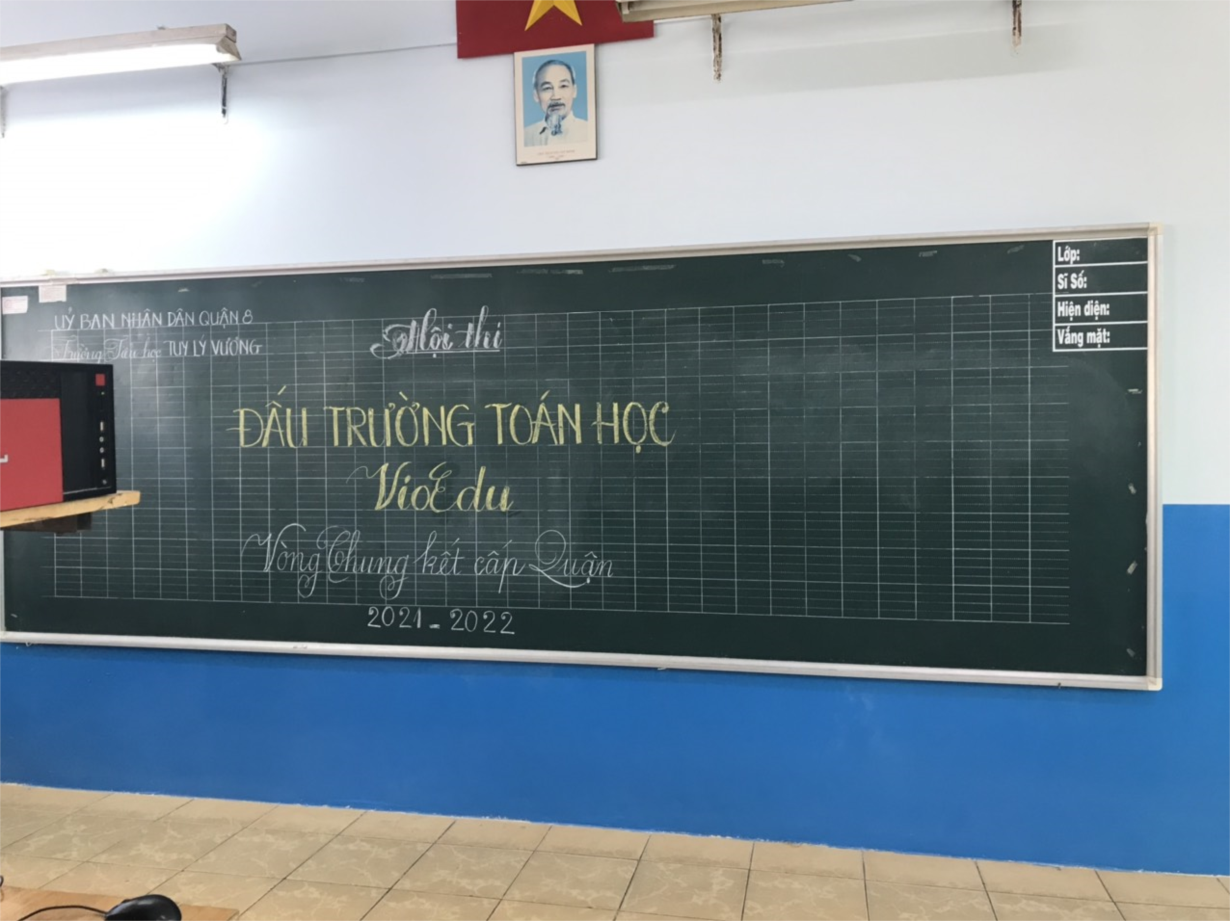 UỶ BAN NHÂN DÂN QUẬN 8
Trường Tiểu học TUY LÝ VƯƠNG
Hội thi
ĐẤU TRƯỜNG TOÁN HỌC
VioEdu
Vòng Chung kết cấp Quận
2021 - 2022
Lớp:
Sĩ Số:
Hiện diện:
Vắng mặt: